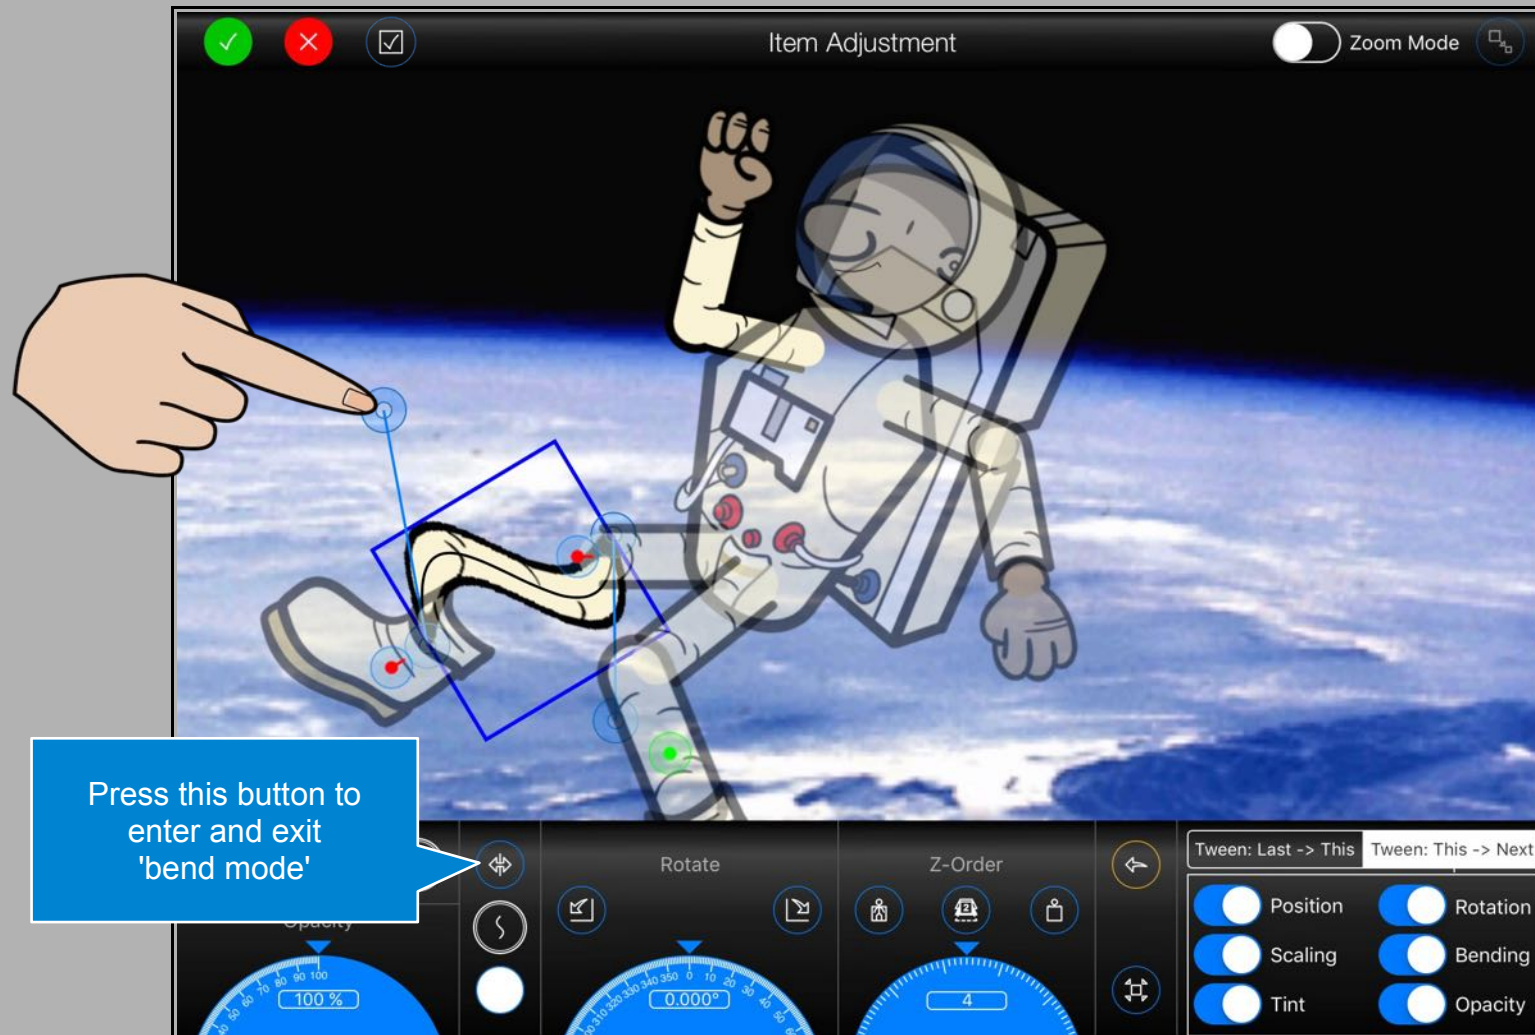 Item Adjustment
Zoom Mode
Press this button to
enter and exit
'bend mode'
Rotate
Z-Order
Tween: Last -> This
Tween: This -> Next
Position
Rotation
Scaling
Bending
Tint
Opacity
Opacity
100 %
0.000°
4